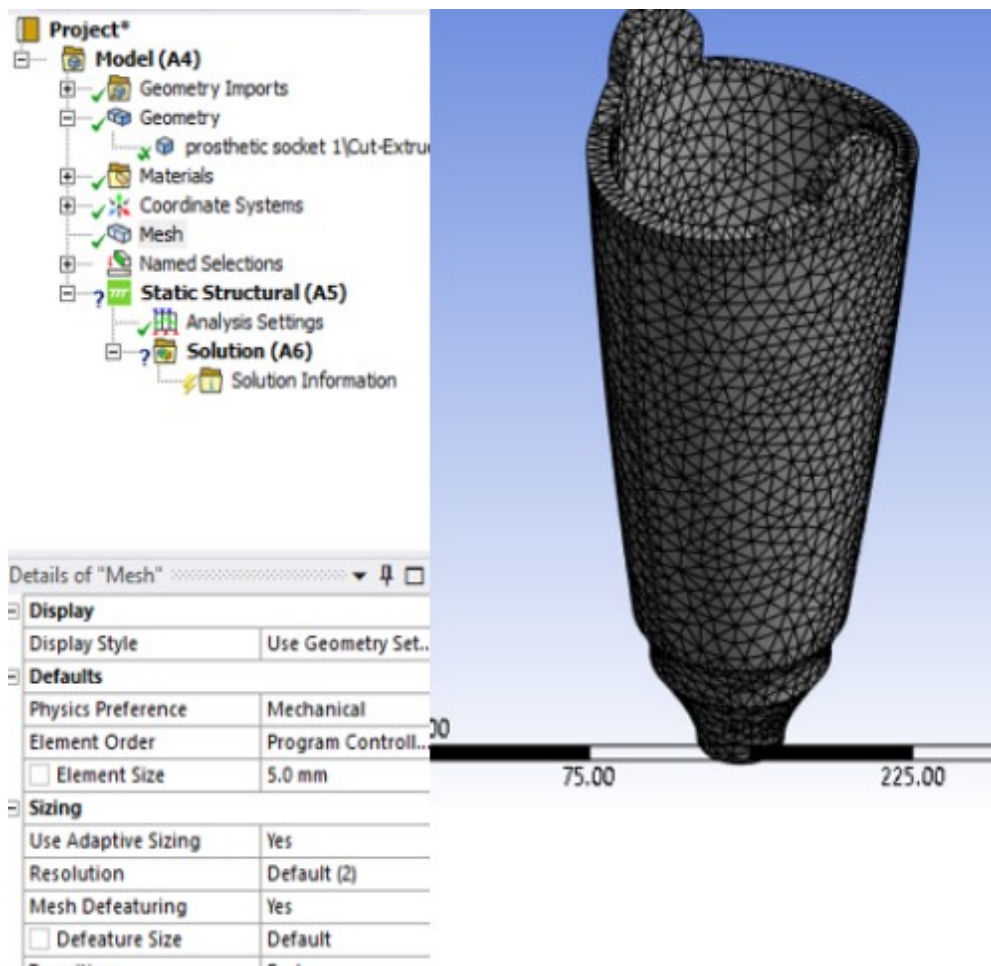 Project*
Model (A4)
Geometry Imports
Geometry
prosthetic socket 1\Cut-Extru
Materials
Coordinate Systems
Mesh
Named Selections
Static Structural (A5)
Analysis Settings
Solution (A6)
Solution Information
Details of "Mesh"
Display
Display Style Use Geometry Set..
Defaults
Physics Preference Mechanical
Element Order Program Controll..
Element Size 5.0 mm
Sizing
Use Adaptive Sizing Yes
Resolution Default (2)
Mesh Defeaturing Yes
Defeature Size Default
00
75.00 225.00